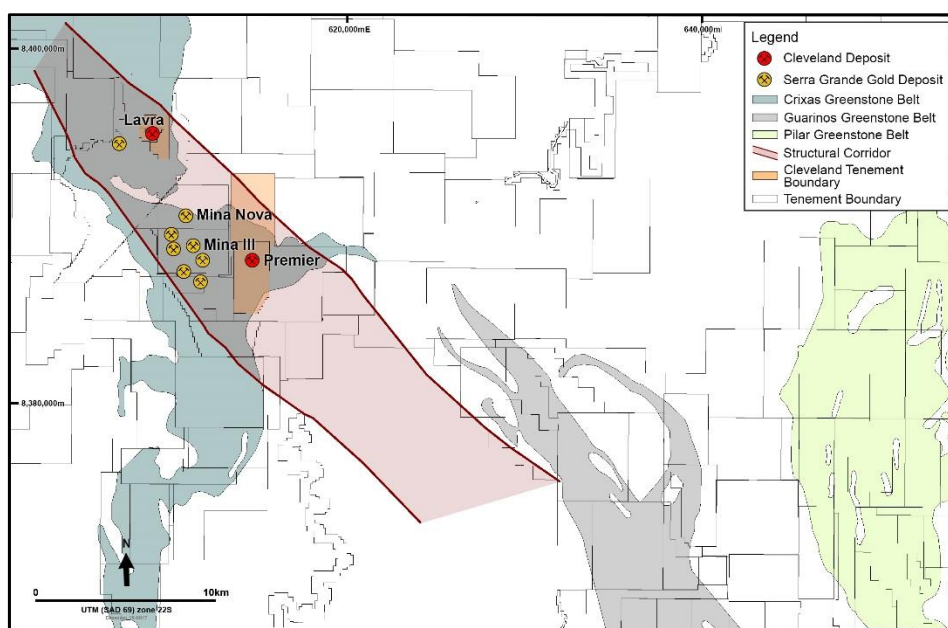 620,000mE
640,000mE
8,400,000m
Lavra
Mina Nova
Mina III
Premier
8,380,000m
Legend
Cleveland Deposit
Serra Grande Gold Deposit
Crixas Greenstone Belt
Guarinos Greenstone Belt
Pilar Greenstone Belt
Structural Corridor
Cleveland Tenement
Boundary
Tenement Boundary
N
0
10km
UTM (SAD 69) zone 22S